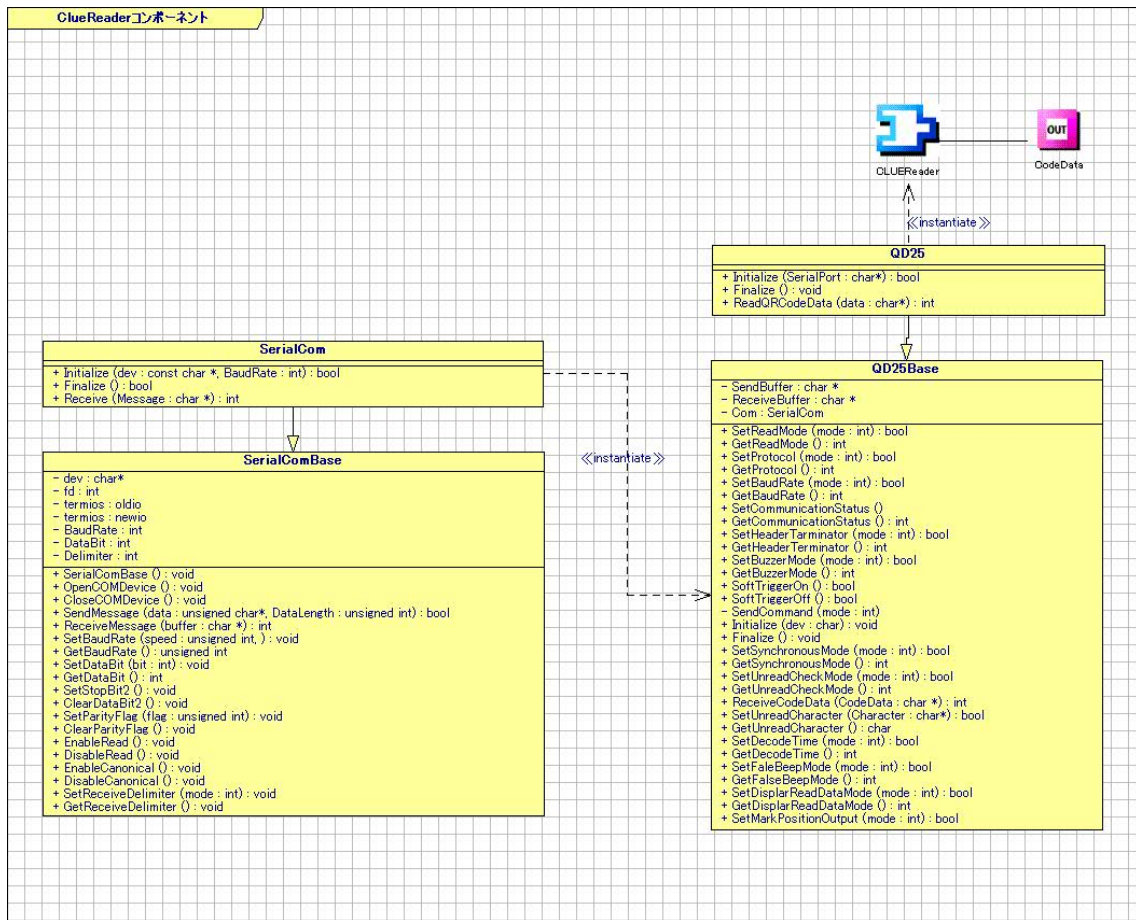 ClueReaderコンポーネント
OUT
CLUEReader
CodeData
≪instantiate≫
QD25
+ Initialize (SerialPort : char*) : bool
+ Finalize () : void
+ ReadQRCodeData (data : char*) : int
SerialCom
+ Initialize (dev : const char *, BaudRate : int) : bool
+ Finalize () : bool
+ Receive (Message : char *) : int
SerialComBase
- dev : char*
- fd : int
- termios : oldio
- termios : newio
- BaudRate : int
- DataBit : int
- Delimiter : int
+ SerialComBase () : void
+ OpenCOMDevice () : void
+ CloseCOMDevice () : void
+ SendMessage (data : unsigned char*, DataLength : unsigned int) : bool
+ ReceiveMessage (buffer : char *) : int
+ SetBaudRate (speed : unsigned int, ) : void
+ GetBaudRate () : unsigned int
+ SetDataBit (bit : int) : void
+ GetDataBit () : int
+ SetStopBit2 () : void
+ ClearDataBit2 () : void
+ SetParityFlag (flag : unsigned int) : void
+ ClearParityFlag () : void
+ EnableRead () : void
+ DisableRead () : void
+ EnableCanonical () : void
+ DisableCanonical () : void
+ SetReceiveDelimiter (mode : int) : void
+ GetReceiveDelimiter () : void
≪instantiate≫
QD25Base
- SendBuffer : char *
- ReceiveBuffer : char *
- Com : SerialCom
+ SetReadMode (mode : int) : bool
+ GetReadMode () : int
+ SetProtocol (mode : int) : bool
+ GetProtocol () : int
+ SetBaudRate (mode : int) : bool
+ GetBaudRate () : int
+ SetCommunicationStatus ()
+ GetCommunicationStatus () : int
+ SetHeaderTarminator (mode : int) : bool
+ GetHeaderTerminator () : int
+ SetBuzzerMode (mode : int) : bool
+ GetBuzzerMode () : int
+ SoftTriggerOn () : bool
+ SoftTriggerOff () : bool
- SendCommand (mode : int)
+ Initialize (dev : char) : void
+ Finalize () : void
+ SetSynchronousMode (mode : int) : bool
+ GetSynchronousMode () : int
+ SetUnreadCheckMode (mode : int) : bool
+ GetUnreadCheckMode () : int
+ ReceiveCodeData (CodeData : char *) : int
+ SetUnreadCharacter (Character : char*) : bool
+ GetUnreadCharacter () : char
+ SetDecodeTime (mode : int) : bool
+ GetDecodeTime () : int
+ SetFaleBeepMode (mode : int) : bool
+ GetFalseBeepMode () : int
+ SetDisplarReadDataMode (mode : int) : bool
+ GetDisplarReadDataMode () : int
+ SetMarkPositionOutput (mode : int) : bool